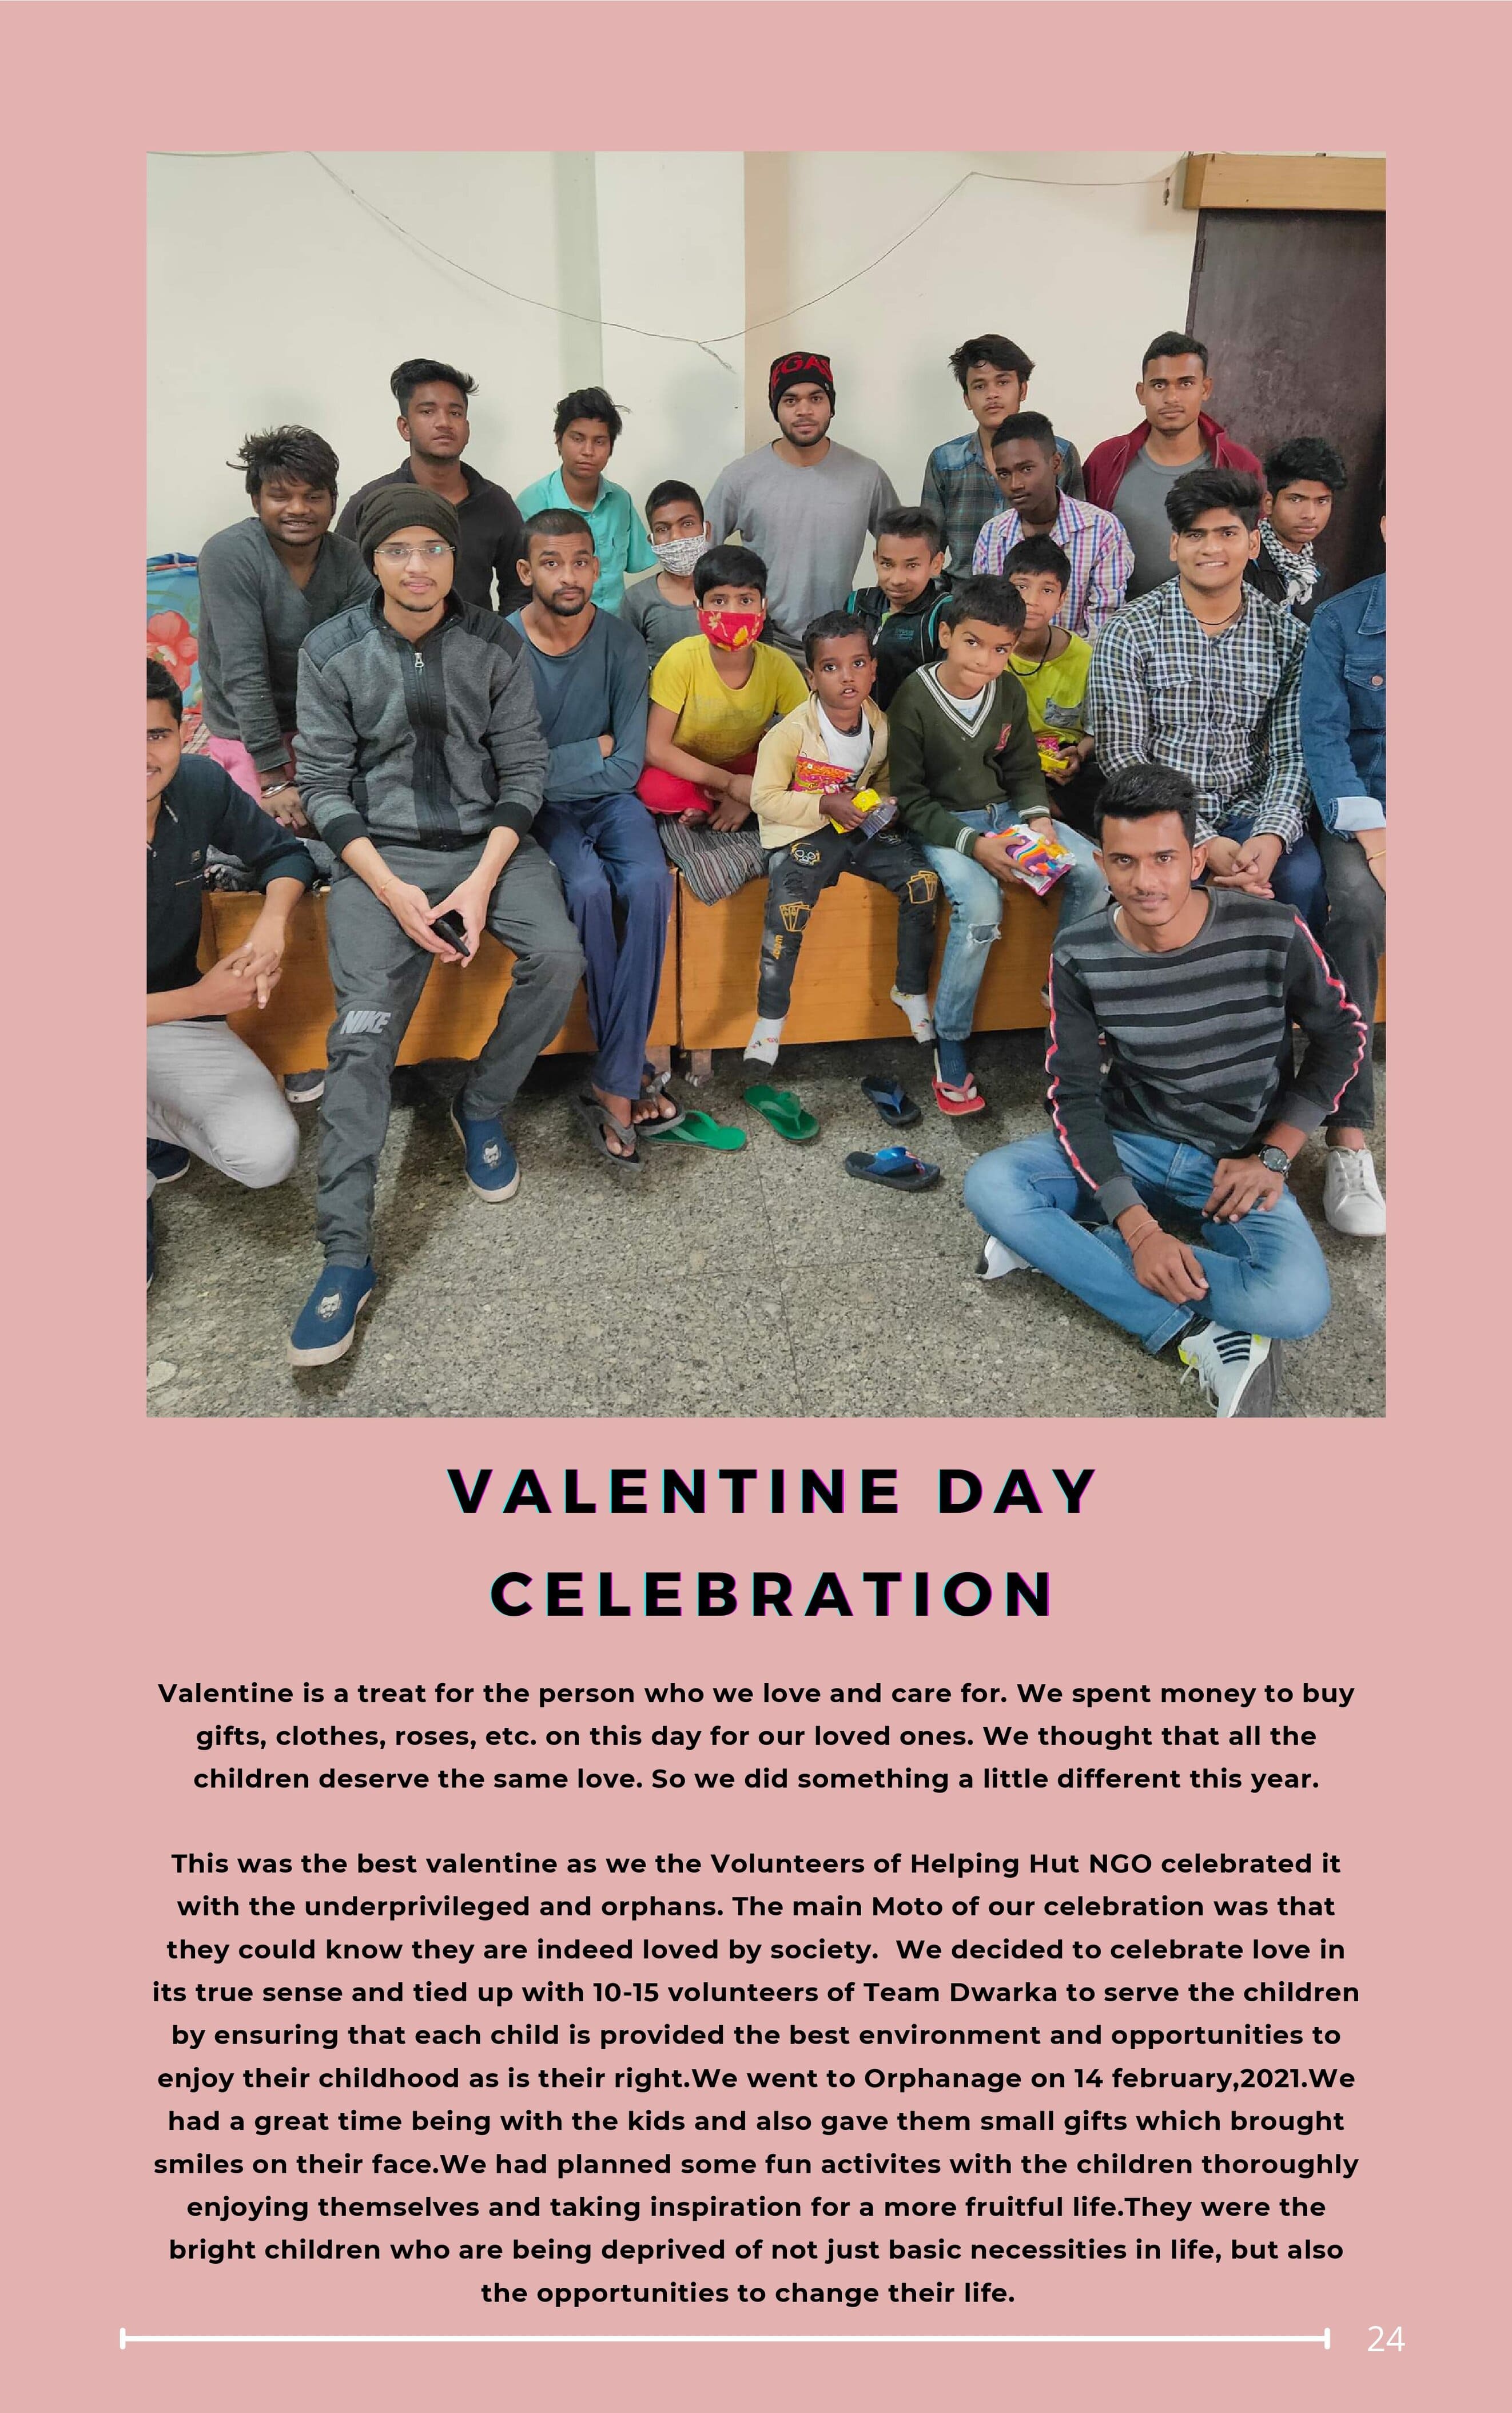 EGA
NIKE
VALENTINE DAY
CELEBRATION
Valentine is a treat for the person who we love and care for. We spent money to buy
gifts, clothes, roses, etc. on this day for our loved ones. We thought that all the
children deserve the same love. So we did something a little different this year.
This was the best valentine as we the Volunteers of Helping Hut NGO celebrated it
with the underprivileged and orphans. The main Moto of our celebration was that
they could know they are indeed loved by society.  We decided to celebrate love in
its true sense and tied up with 10-15 volunteers of Team Dwarka to serve the children
by ensuring that each child is provided the best environment and opportunities to
enjoy their childhood as is their right.We went to Orphanage on 14 february,2021.We
had a great time being with the kids and also gave them small gifts which brought
smiles on their face.We had planned some fun activites with the children thoroughly
enjoying themselves and taking inspiration for a more fruitful life.They were the
bright children who are being deprived of not just basic necessities in life, but also
the opportunities to change their life.
24